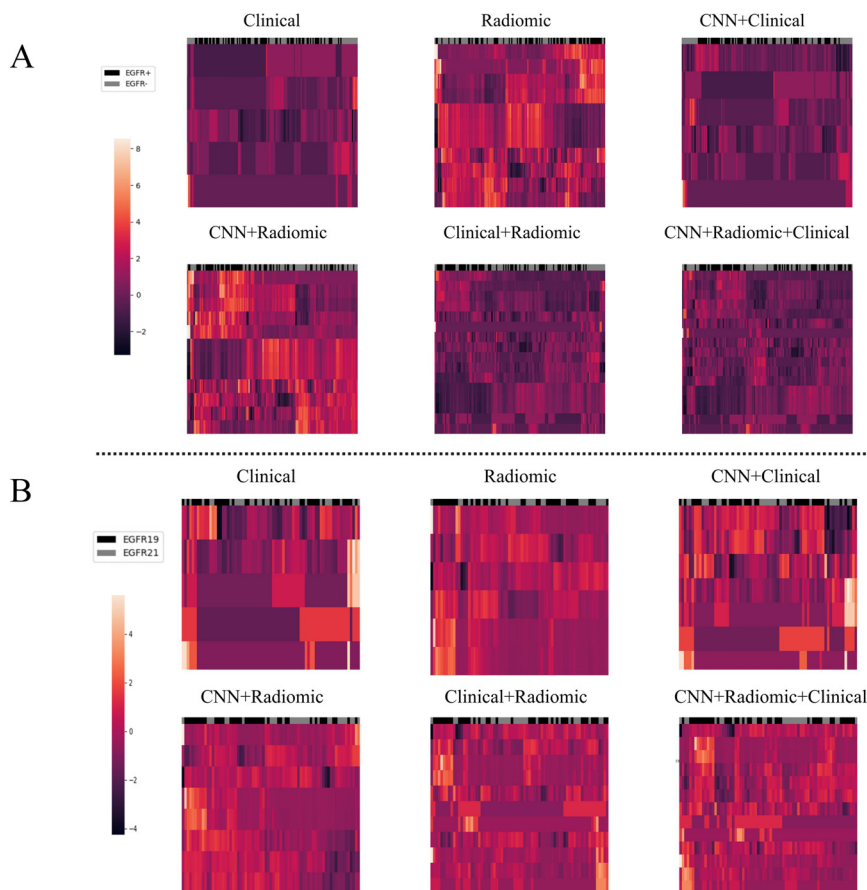 A
Clinical
Radiomic
CNN+Clinical
EGFR+
EGFR-
8
6
4
2
0
−2
CNN+Radiomic
Clinical+Radiomic
CNN+Radiomic+Clinical
B
Clinical
Radiomic
CNN+Clinical
EGFR19
EGFR21
4
2
0
−2
−4
CNN+Radiomic
Clinical+Radiomic
CNN+Radiomic+Clinical